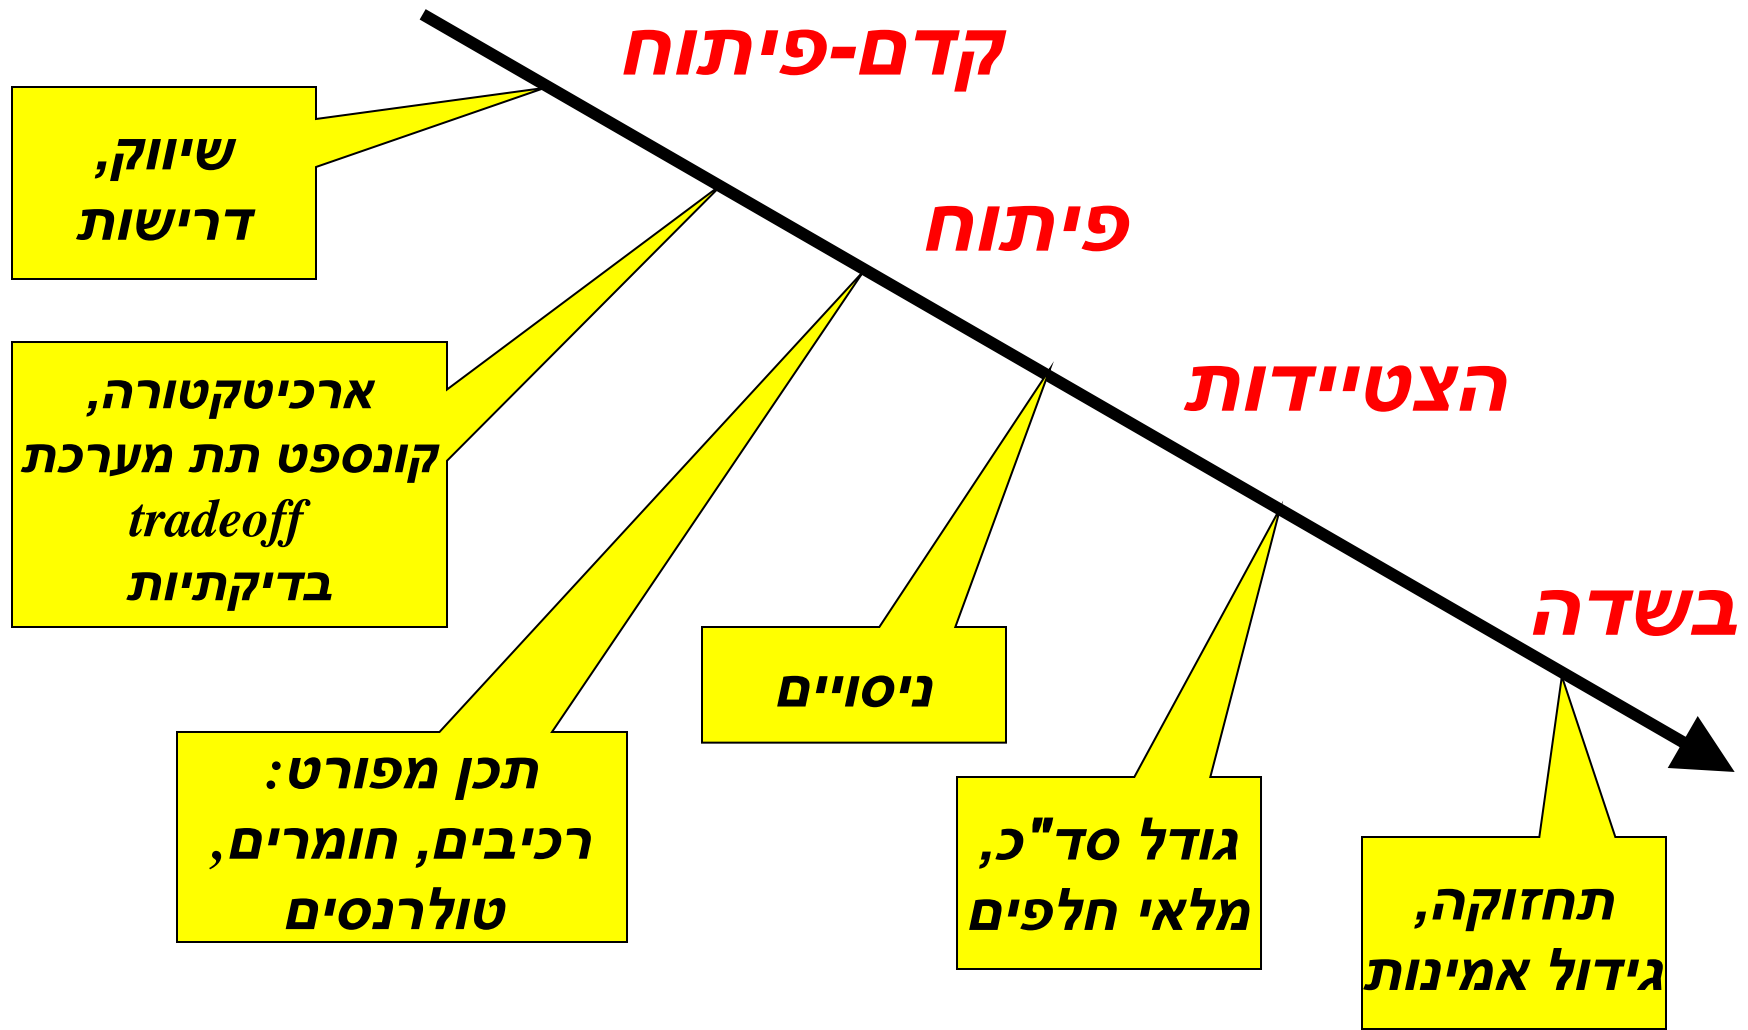 קדם-פיתוח
שיווק,
דרישות
פיתוח
ארכיטקטורה,
קונספט תת מערכת
tradeoff
בדיקתיות
הצטיידות
תכן מפורט:
רכיבים, חומרים,
טולרנסים
ניסויים
גודל סד"כ,
מלאי חלפים
בשדה
תחזוקה,
גידול אמינות